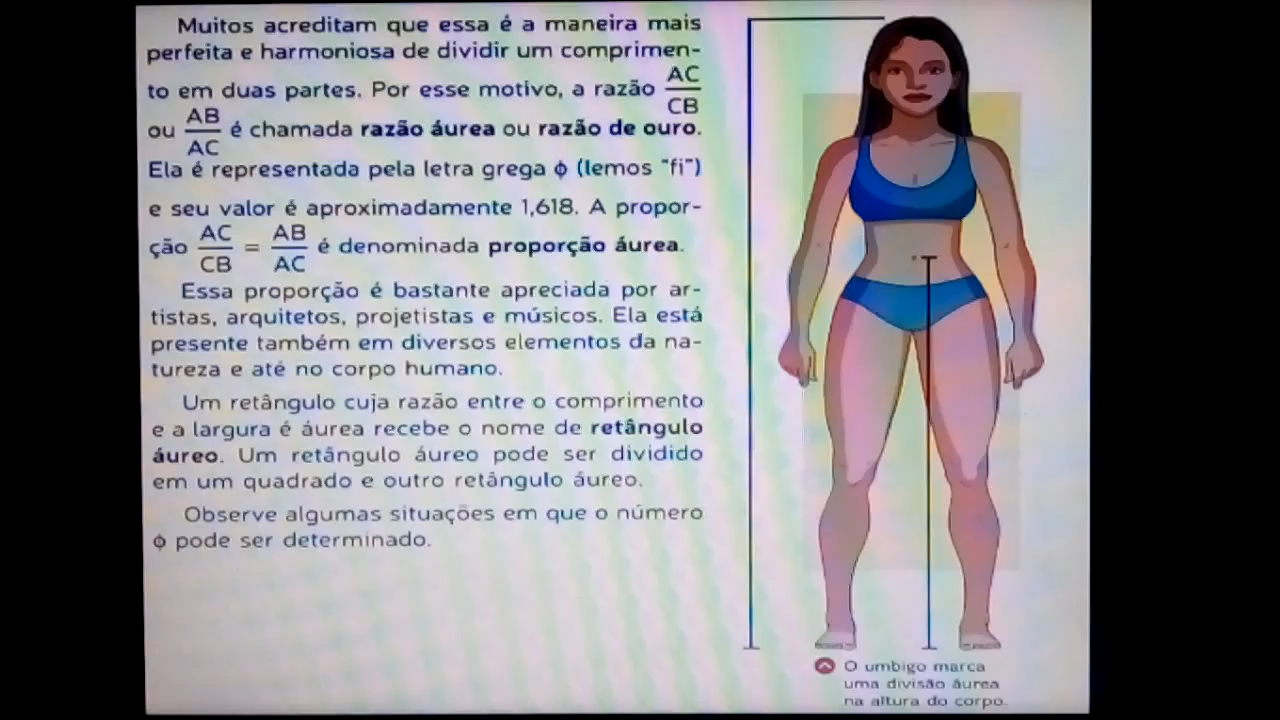 Muitos acreditam que essa é a maneira mais
perfeita e harmoniosa de dividir um comprimen-
to em duas partes. Por esse motivo, a razão AC/CB
ou AB/AC é chamada razão áurea ou razão de ouro.
Ela é representada pela letra grega ϕ (lemos "fi")
e seu valor é aproximadamente 1,618. A propor-
ção AC/CB = AB/AC é denominada proporção áurea.
Essa proporção é bastante apreciada por ar-
tistas, arquitetos, projetistas e músicos. Ela está
presente também em diversos elementos da na-
tureza e até no corpo humano.
Um retângulo cuja razão entre o comprimento
e a largura é áurea recebe o nome de retângulo
áureo. Um retângulo áureo pode ser dividido
em um quadrado e outro retângulo áureo.
Observe algumas situações em que o número
ϕ pode ser determinado.
O umbigo marca
uma divisão áurea
na altura do corpo.